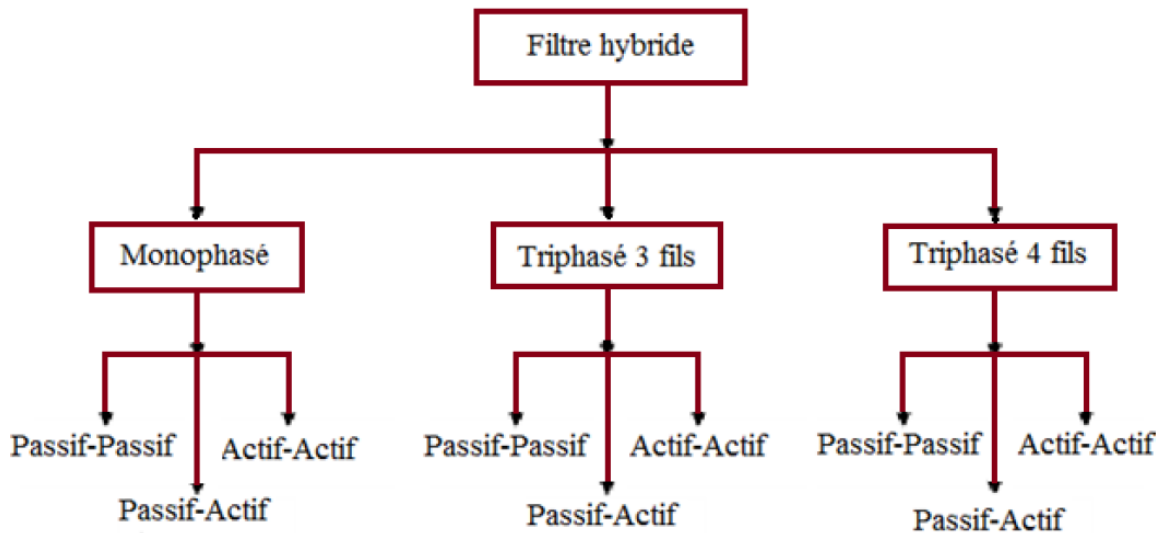 Filtre hybride
Monophasé
Triphasé 3 fils
Triphasé 4 fils
Passif-Passif
Actif-Actif
Passif-Actif
Passif-Passif
Actif-Actif
Passif-Actif
Passif-Passif
Actif-Actif
Passif-Actif